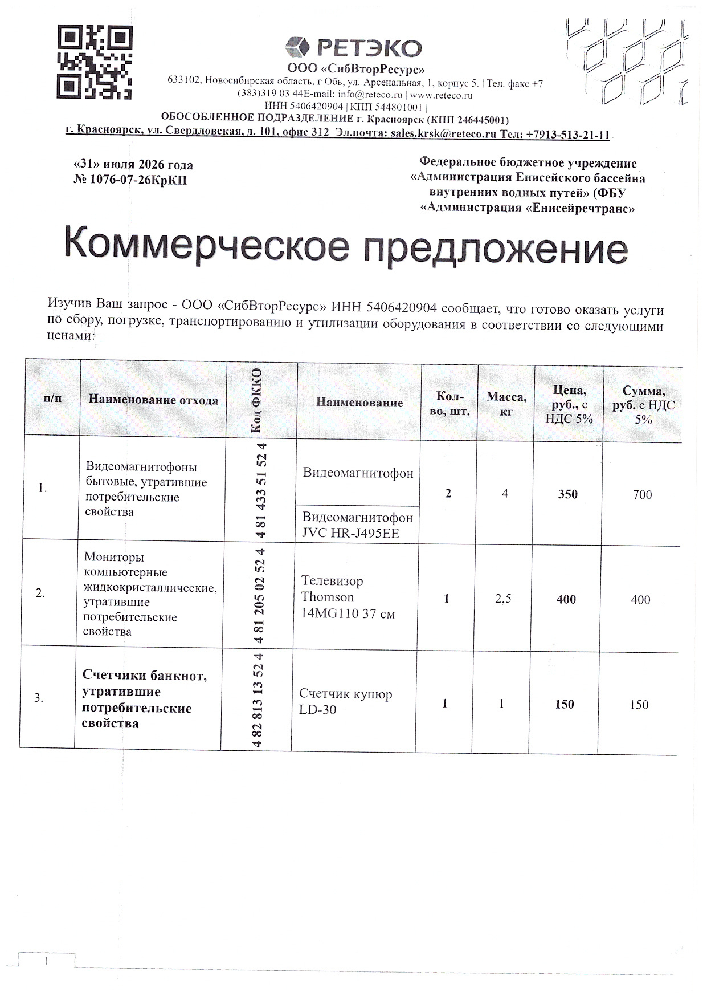 РЕТЭКО
ООО «СибВторРесурс»
633102, Новосибирская область, г Обь, ул. Арсенальная, 1, корпус 5. | Тел. факс +7
(383)319 03 44E-mail: info@reteco.ru | www.reteco.ru
ИНН 5406420904 | КПП 544801001 |
ОБОСОБЛЕННОЕ ПОДРАЗДЕЛЕНИЕ г. Красноярск (КПП 246445001)
г. Красноярск, ул. Свердловская, д. 101, офис 312 Эл.почта: sales.krsk@reteco.ru Тел: +7913-513-21-11
«31» июля 2026 года
№ 1076-07-26КрКП
Федеральное бюджетное учреждение
«Администрация Енисейского бассейна
внутренних водных путей» (ФБУ
«Администрация «Енисейречтранс»
Коммерческое предложение
Изучив Ваш запрос - ООО «СибВторРесурс» ИНН 5406420904 сообщает, что готово оказать услуги
по сбору, погрузке, транспортированию и утилизации оборудования в соответствии со следующими
ценами:
п/п
Наименование отхода
Код ФККО
Наименование
Кол-
во, шт.
Масса,
кг
Цена,
руб., с
НДС 5%
Сумма,
руб. с НДС
5%
1.
Видеомагнитофоны
бытовые, утратившие
потребительские
свойства
4 81 433 51 52 4
Видеомагнитофон
Видеомагнитофон
JVC HR-J495EE
2
4
350
700
2.
Мониторы
компьютерные
жидкокристаллические,
утратившие
потребительские
свойства
4 81 205 02 52 4
Телевизор
Thomson
14MG110 37 см
1
2,5
400
400
3.
Счетчики банкнот,
утратившие
потребительские
свойства
4 82 813 13 52 4
Счетчик купюр
LD-30
1
1
150
150
1